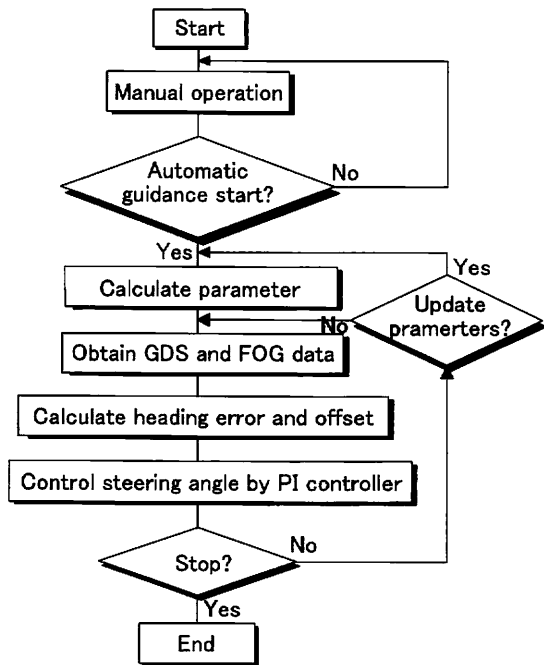 Start
Manual operation
Automatic
guidance start?
No
Yes
Calculate parameter
Yes
Update
pramerters?
No
Obtain GDS and FOG data
Calculate heading error and offset
Control steering angle by PI controller
Stop?
No
Yes
End